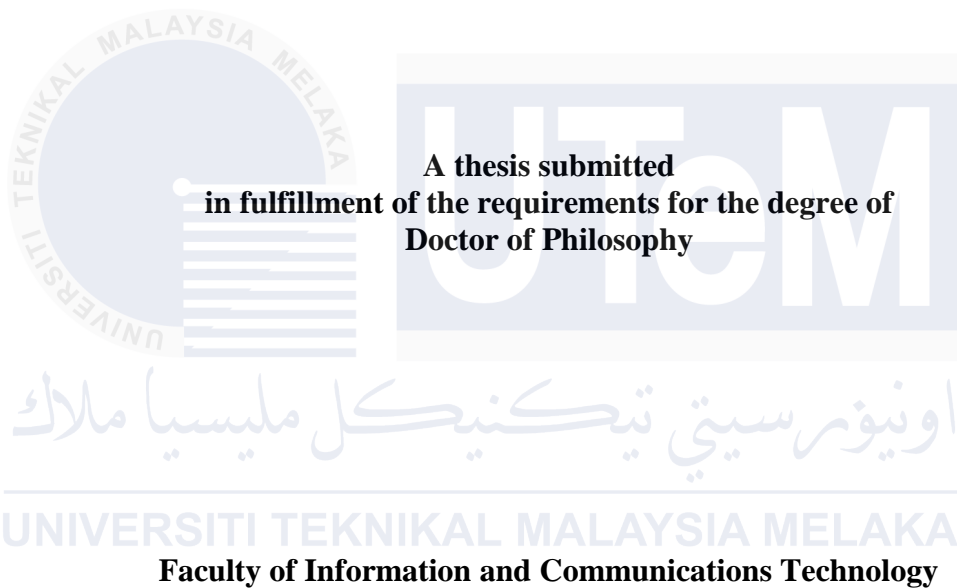 UNIVERSITI TEKNIKAL MALAYSIA MELAKA
UTeM
A thesis submitted
in fulfillment of the requirements for the degree of
Doctor of Philosophy
اونيۏرسيتي تيكنيكل مليسيا ملاك
UNIVERSITI TEKNIKAL MALAYSIA MELAKA
Faculty of Information and Communications Technology